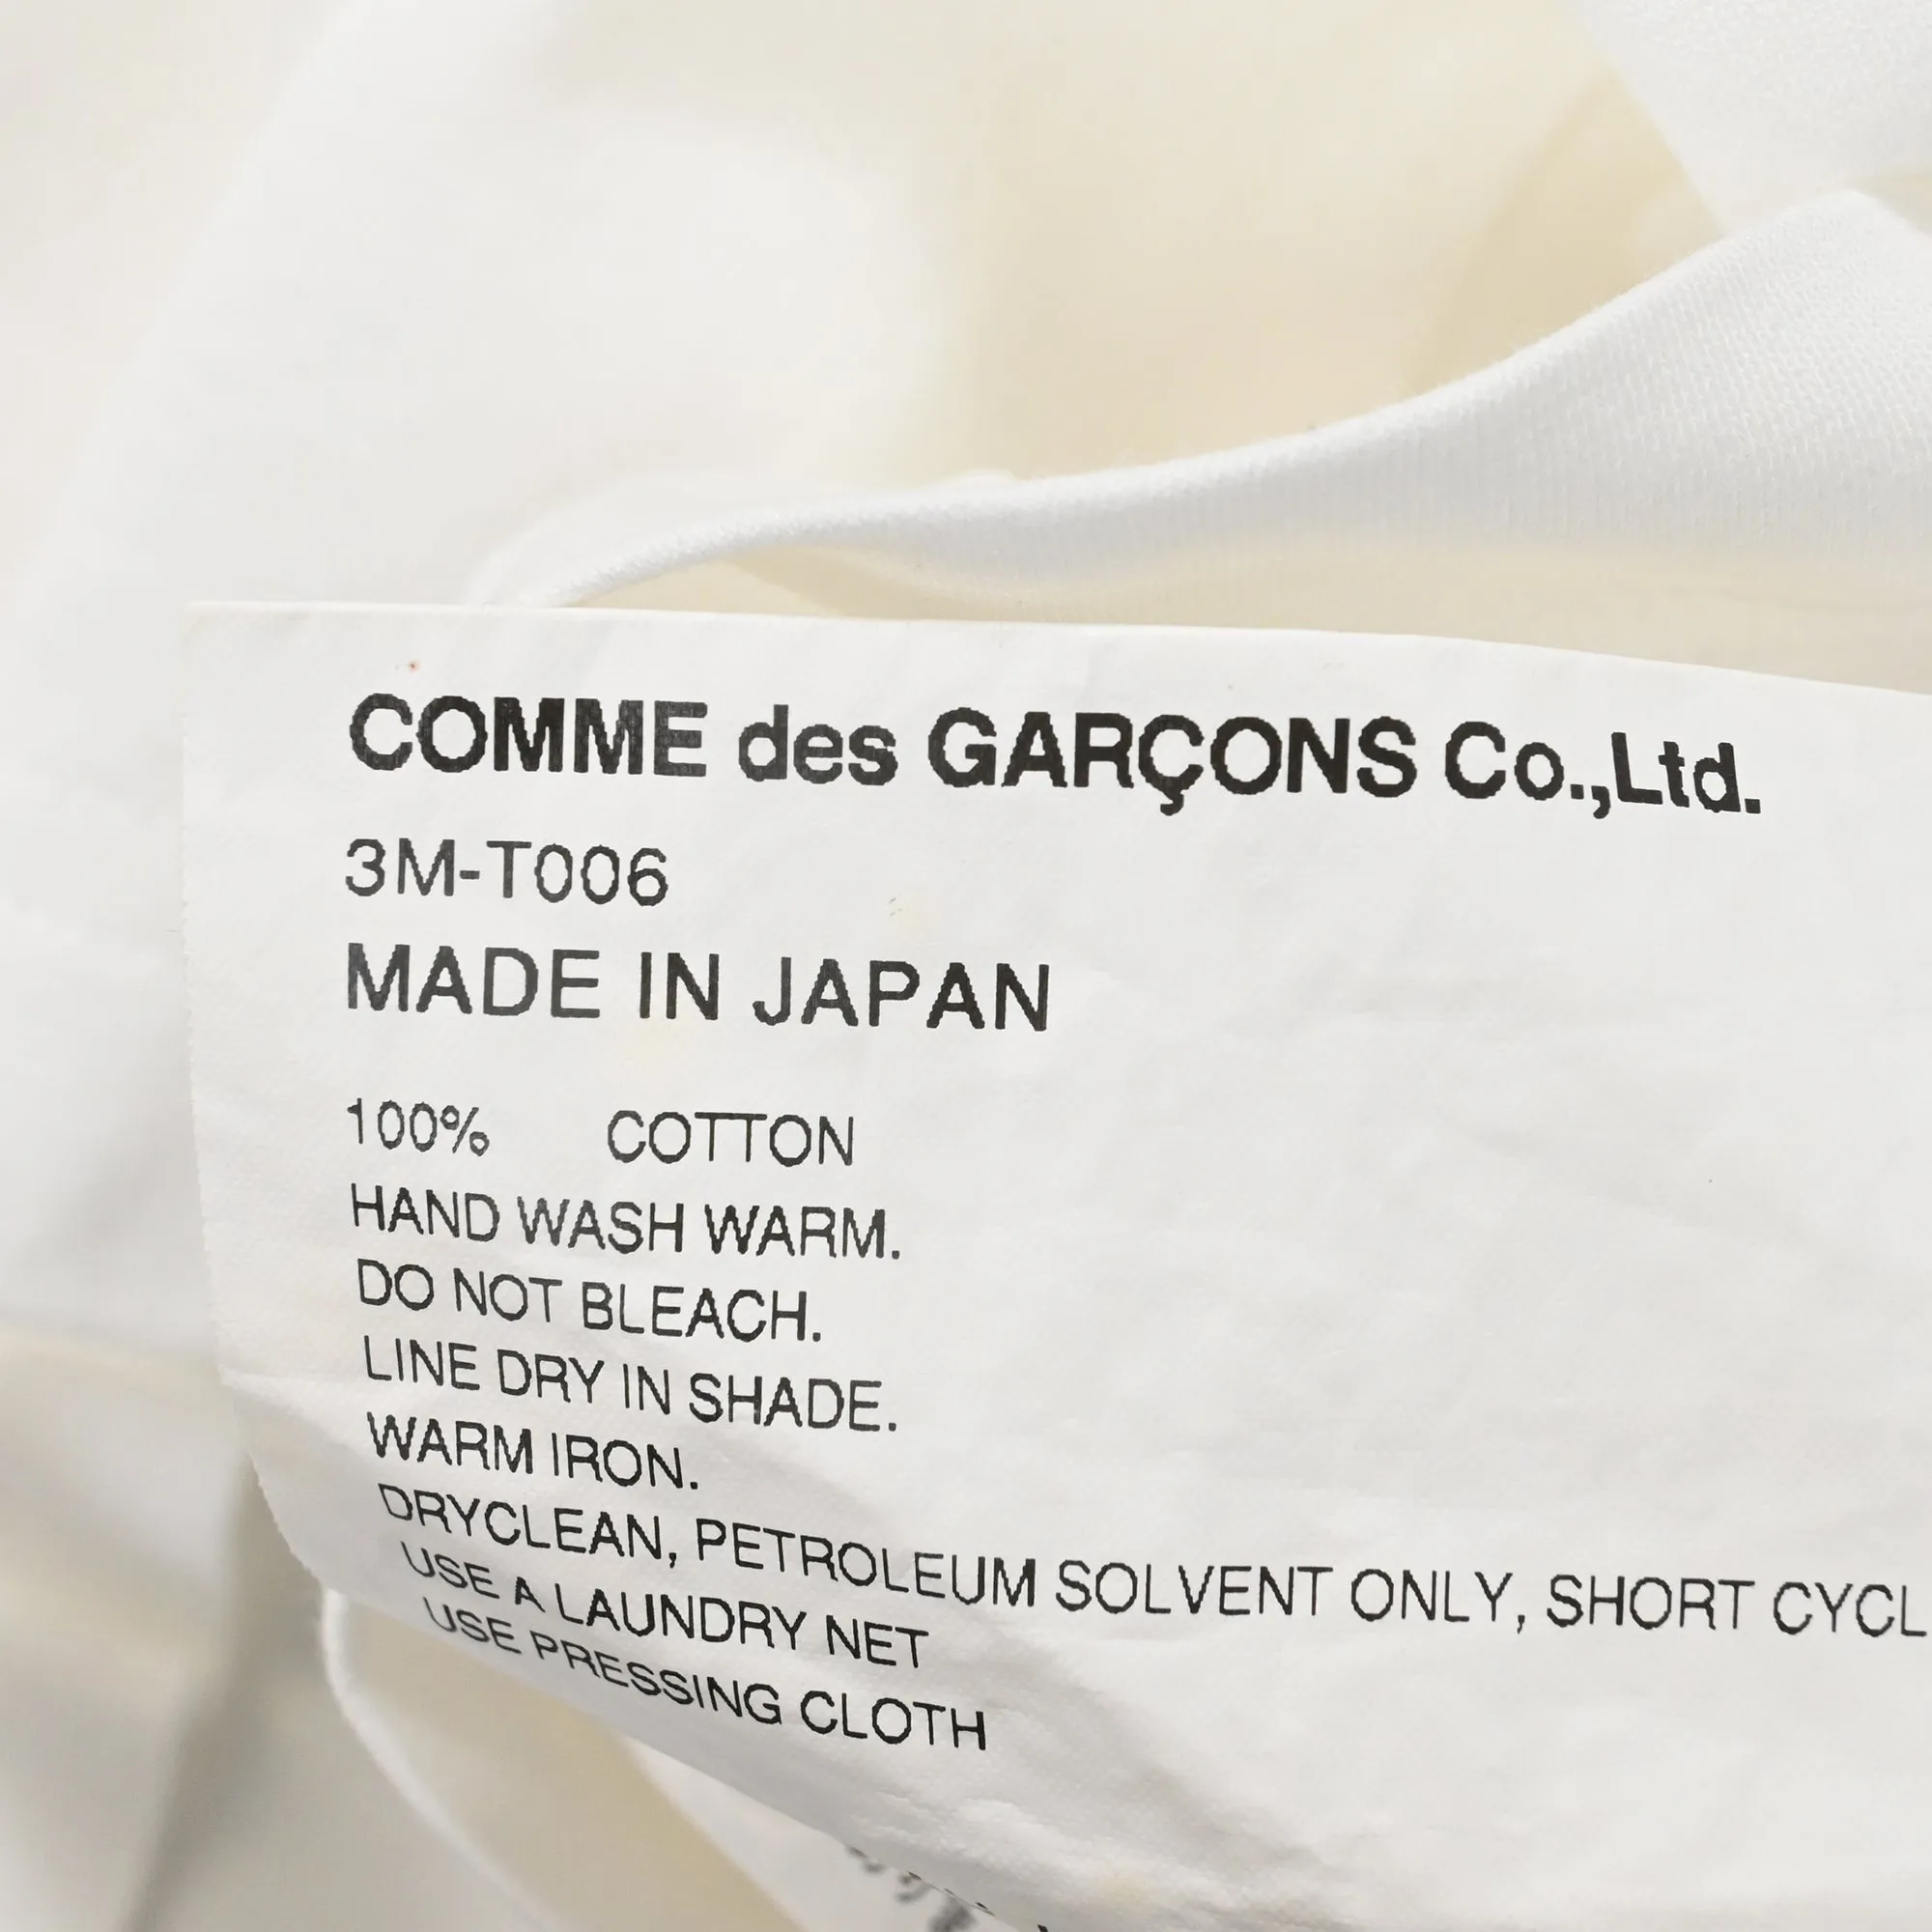 COMME des GARÇONS Co.,Ltd.
3M-T006
MADE IN JAPAN
100% COTTON
HAND WASH WARM.
DO NOT BLEACH.
LINE DRY IN SHADE.
WARM IRON.
DRYCLEAN, PETROLEUM SOLVENT ONLY, SHORT CYCL
USE A LAUNDRY NET
USE PRESSING CLOTH